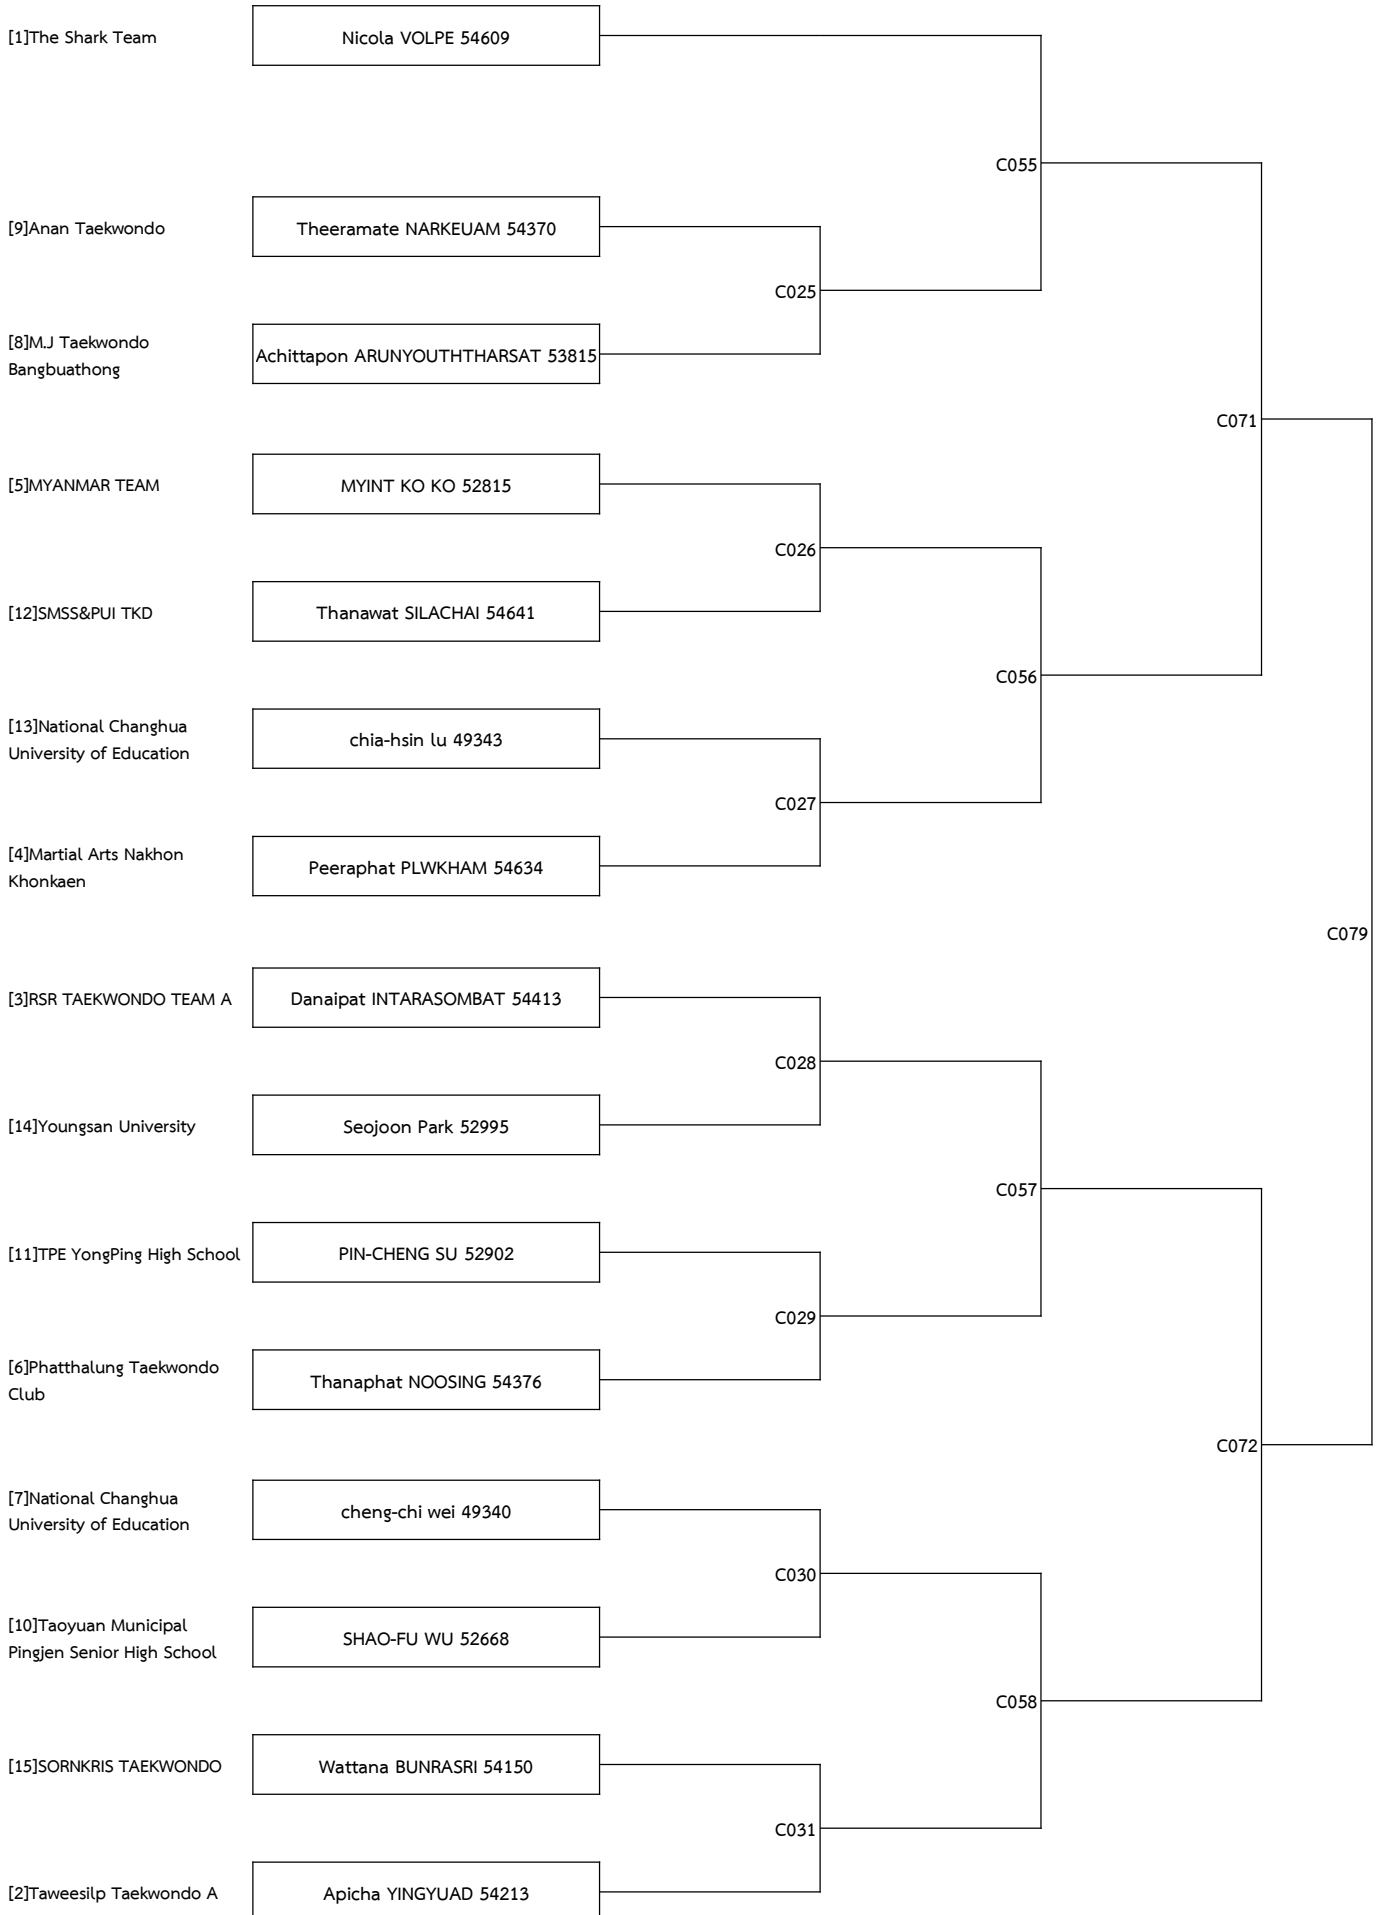 [1]The Shark Team
Nicola VOLPE 54609
C055
[9]Anan Taekwondo
Theeramate NARKEUAM 54370
C025
[8]M.J Taekwondo
Bangbuathong
Achittapon ARUNYOUTHTHARSAT 53815
C071
[5]MYANMAR TEAM
MYINT KO KO 52815
C026
[12]SMSS&PUI TKD
Thanawat SILACHAI 54641
C056
[13]National Changhua
University of Education
chia-hsin lu 49343
C027
[4]Martial Arts Nakhon
Khonkaen
Peeraphat PLWKHAM 54634
C079
[3]RSR TAEKWONDO TEAM A
Danaipat INTARASOMBAT 54413
C028
[14]Youngsan University
Seojoon Park 52995
C057
[11]TPE YongPing High School
PIN-CHENG SU 52902
C029
[6]Phatthalung Taekwondo
Club
Thanaphat NOOSING 54376
C072
[7]National Changhua
University of Education
cheng-chi wei 49340
C030
[10]Taoyuan Municipal
Pingjen Senior High School
SHAO-FU WU 52668
C058
[15]SORNKRIS TAEKWONDO
Wattana BUNRASRI 54150
C031
[2]Taweesilp Taekwondo A
Apicha YINGYUAD 54213